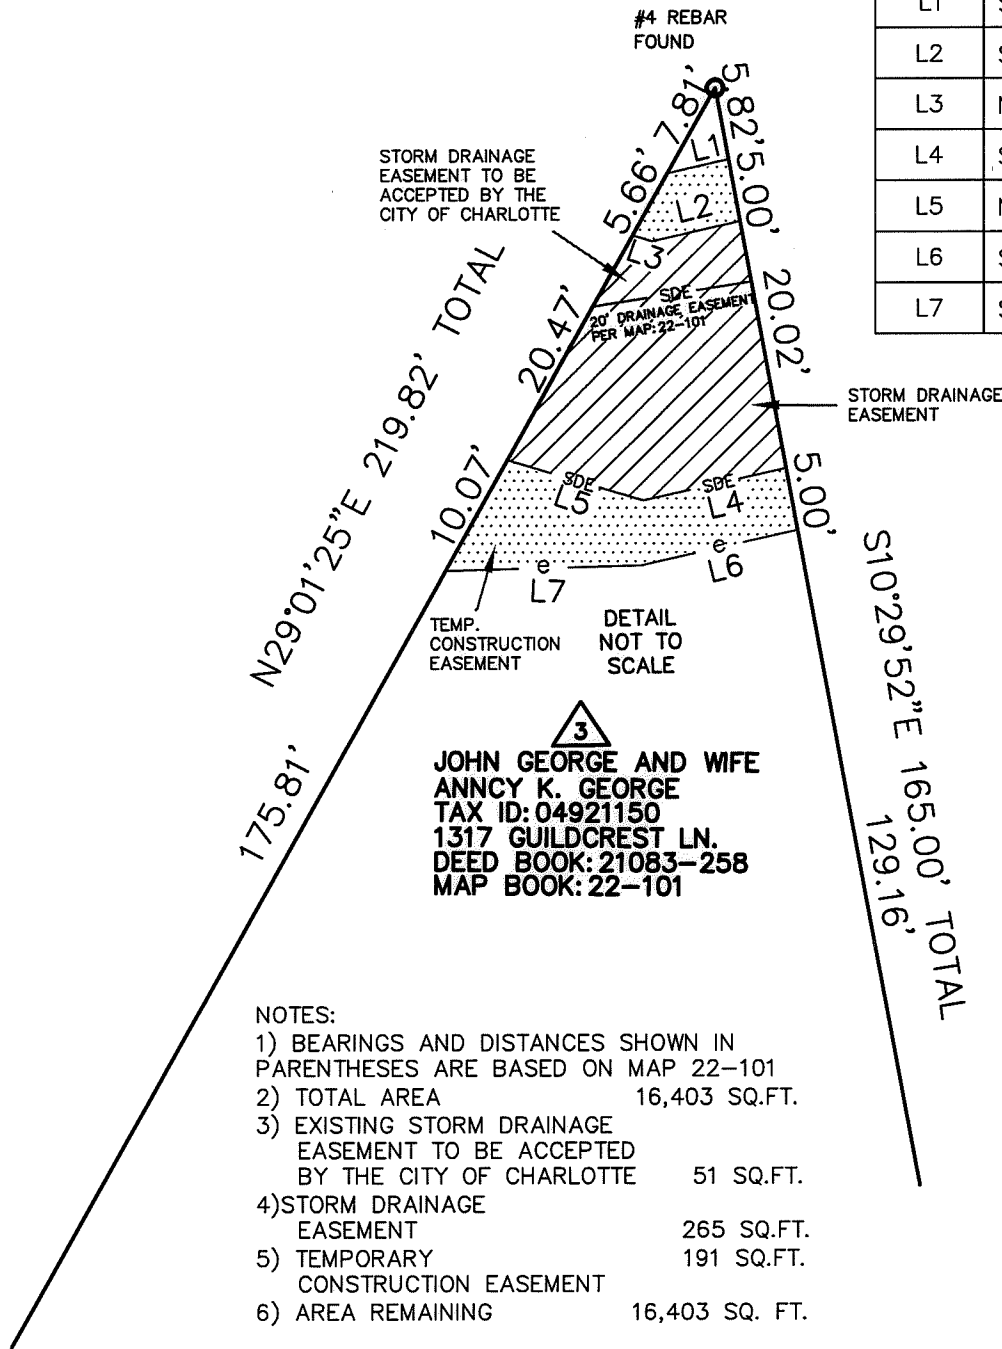 #4 REBAR
FOUND
L1 S
L2 S
L3 N
L4 S
L5 N
L6 S
L7 S
STORM DRAINAGE
EASEMENT TO BE
ACCEPTED BY THE
CITY OF CHARLOTTE
7.81'
5.66'
20.47'
10.07'
175.81'
N29°01'25"E 219.82' TOTAL
5.82'
5.00'
20.02'
5.00'
129.16'
S10°29'52"E 165.00' TOTAL
L1
L2
L3
SDE
20' DRAINAGE EASEMENT
PER MAP:22-101
STORM DRAINAGE
EASEMENT
SDE
L5
SDE
L4
e
L7
e
L6
TEMP.
CONSTRUCTION
EASEMENT
DETAIL
NOT TO
SCALE
3
JOHN GEORGE AND WIFE
ANNCY K. GEORGE
TAX ID:04921150
1317 GUILDCREST LN.
DEED BOOK:21083-258
MAP BOOK:22-101
NOTES:
1) BEARINGS AND DISTANCES SHOWN IN
PARENTHESES ARE BASED ON MAP 22-101
2) TOTAL AREA 16,403 SQ.FT.
3) EXISTING STORM DRAINAGE
EASEMENT TO BE ACCEPTED
BY THE CITY OF CHARLOTTE 51 SQ.FT.
4)STORM DRAINAGE
EASEMENT 265 SQ.FT.
5) TEMPORARY 191 SQ.FT.
CONSTRUCTION EASEMENT
6) AREA REMAINING 16,403 SQ. FT.